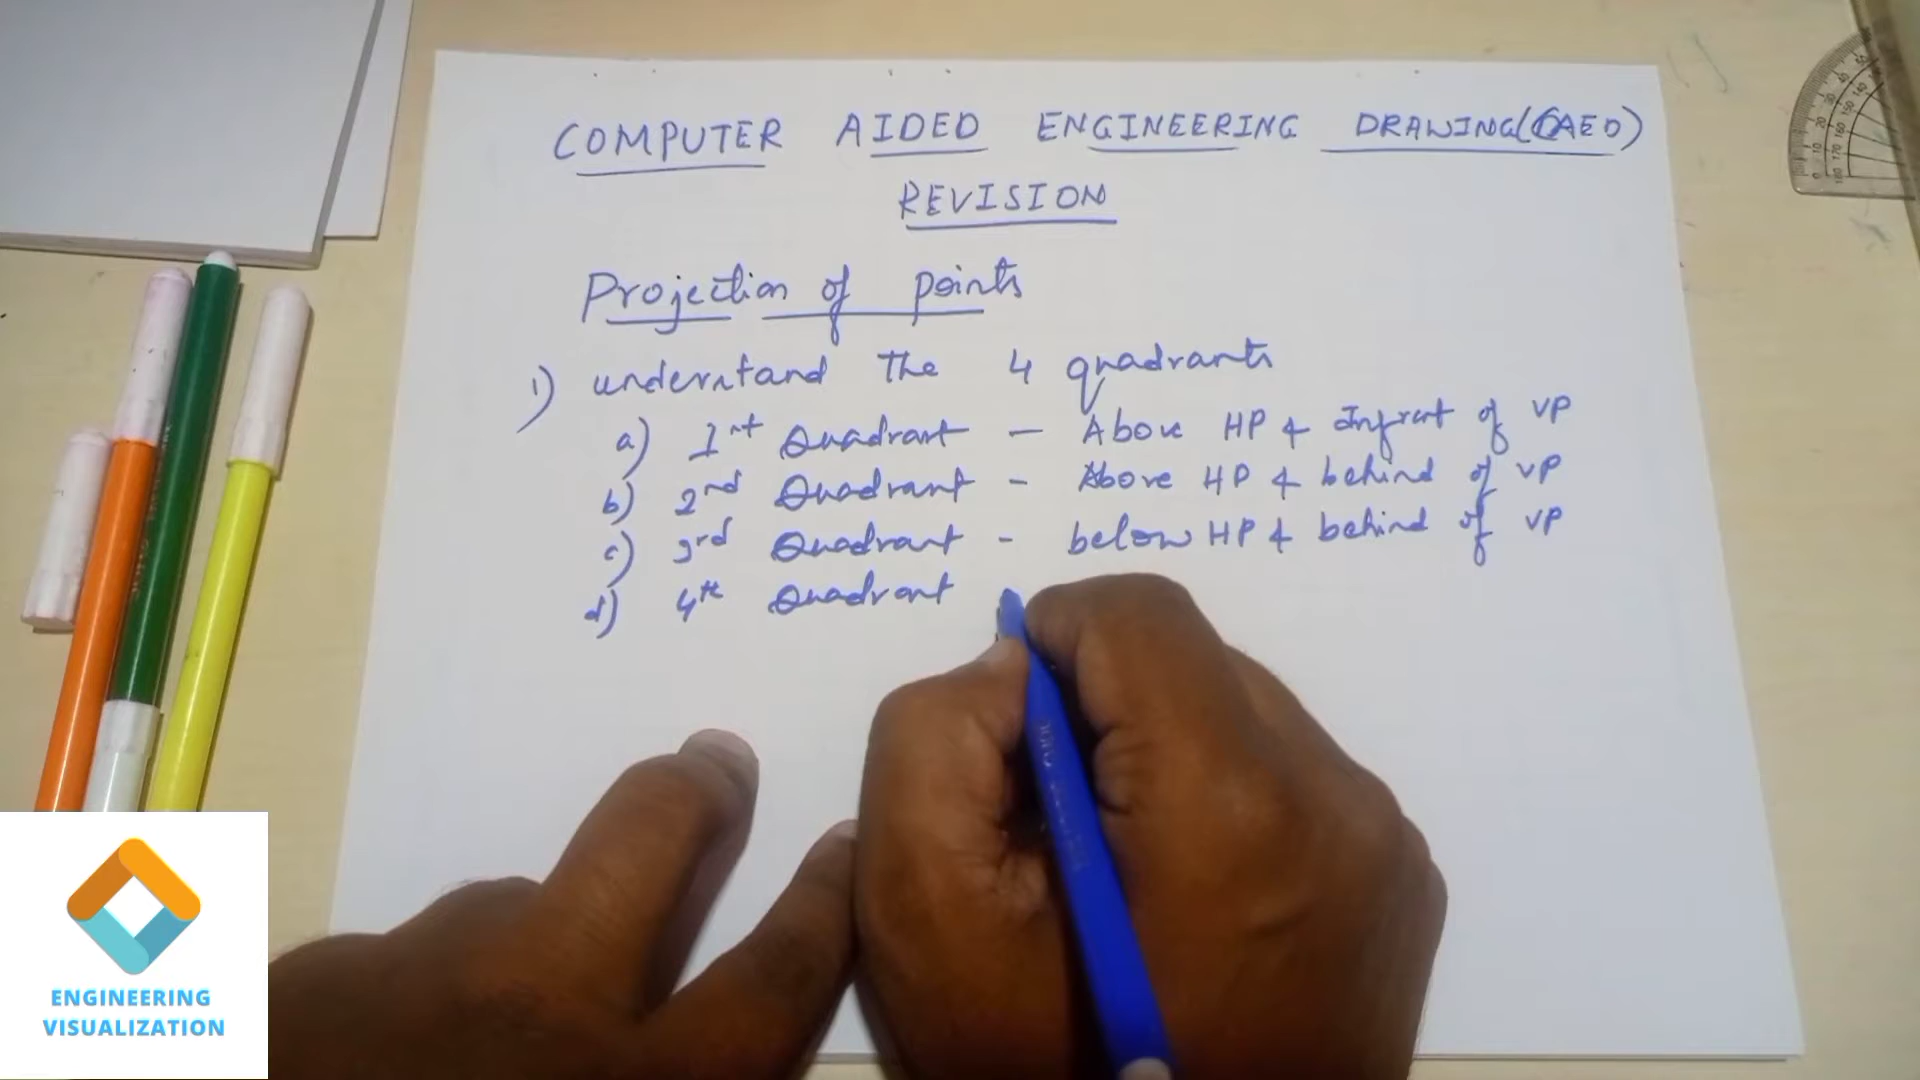 COMPUTER AIDED ENGINEERING DRAWING(CAED)
REVISION
Projection of points
1) understand the 4 quadrants
a) 1st Quadrant - Above HP & Infront of VP
b) 2nd Quadrant - Above HP & behind of VP
c) 3rd Quadrant - below HP & behind of VP
d) 4th Quadrant
ENGINEERING
VISUALIZATION